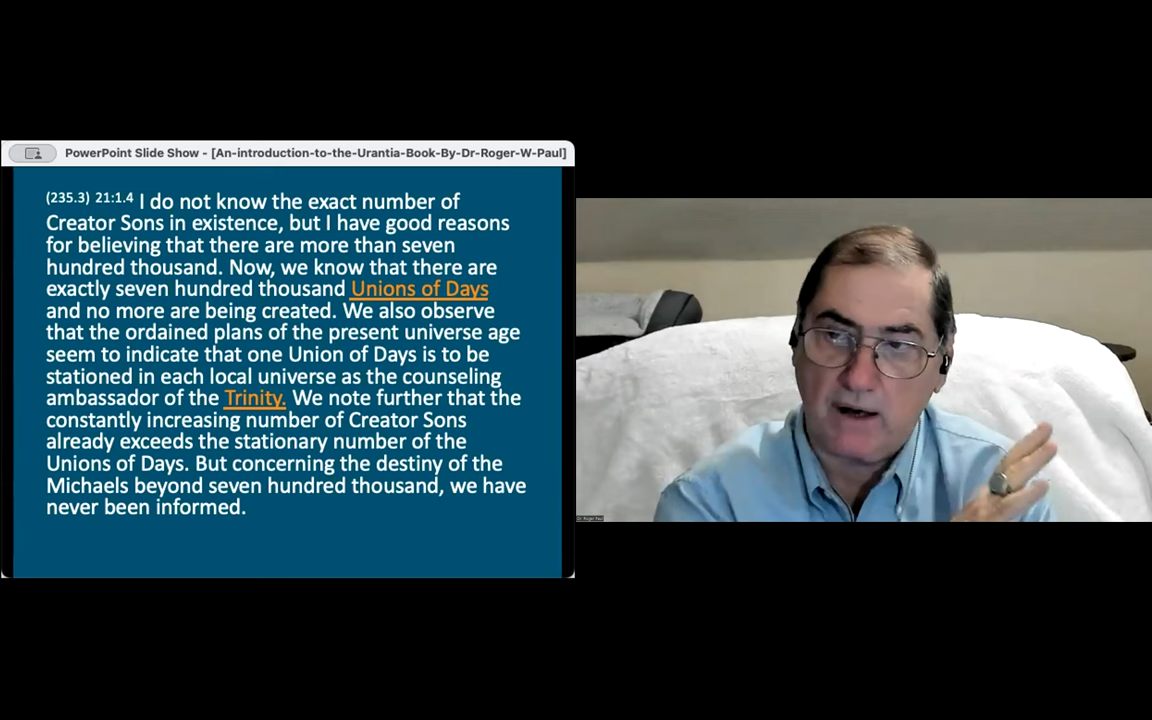 PowerPoint Slide Show - [An-introduction-to-the-Urantia-Book-By-Dr-Roger-W-Paul]
(235.3) 21:1.4 I do not know the exact number of
Creator Sons in existence, but I have good reasons
for believing that there are more than seven
hundred thousand. Now, we know that there are
exactly seven hundred thousand Unions of Days
and no more are being created. We also observe
that the ordained plans of the present universe age
seem to indicate that one Union of Days is to be
stationed in each local universe as the counseling
ambassador of the Trinity. We note further that the
constantly increasing number of Creator Sons
already exceeds the stationary number of the
Unions of Days. But concerning the destiny of the
Michaels beyond seven hundred thousand, we have
never been informed.
Dr. Roger Paul